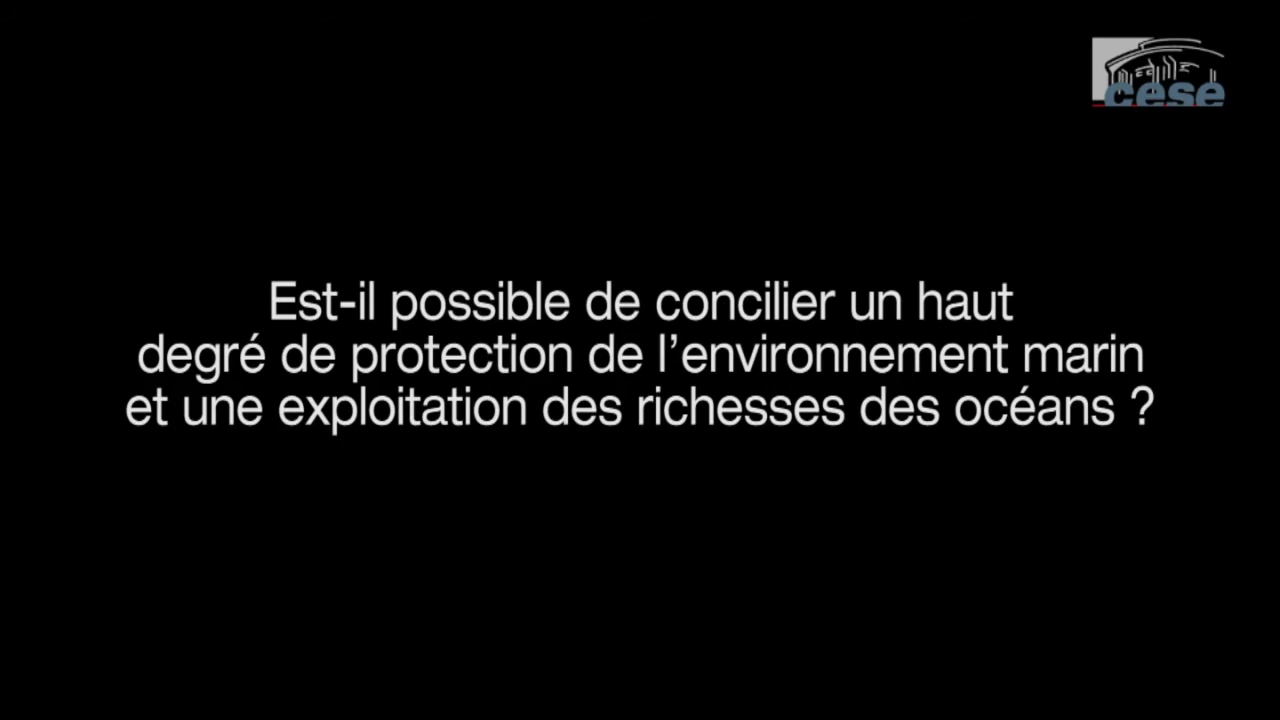 cese
Est-il possible de concilier un haut
degré de protection de l’environnement marin
et une exploitation des richesses des océans ?